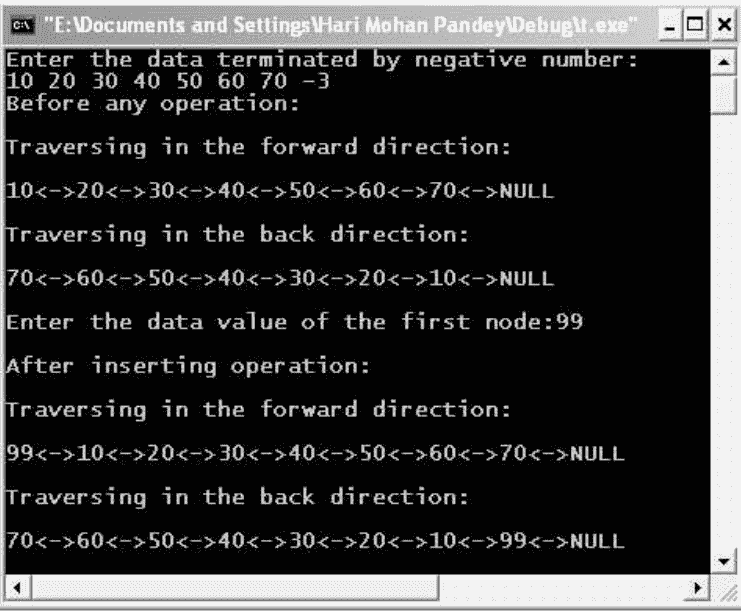 "E:\Documents and Settings\Hari Mohan Pandey\Debug\t.exe"
Enter the data terminated by negative number:
10 20 30 40 50 60 70 -3
Before any operation:
Traversing in the forward direction:
10<->20<->30<->40<->50<->60<->70<->NULL
Traversing in the back direction:
70<->60<->50<->40<->30<->20<->10<->NULL
Enter the data value of the first node:99
After inserting operation:
Traversing in the forward direction:
99<->10<->20<->30<->40<->50<->60<->70<->NULL
Traversing in the back direction:
70<->60<->50<->40<->30<->20<->10<->99<->NULL